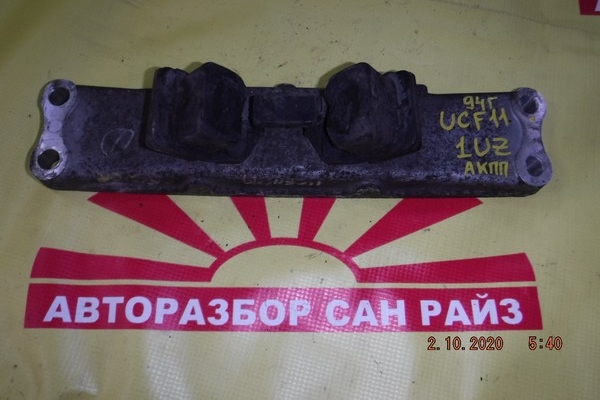 94г
UCF11
1UZ
АКПП
АВТОРАЗБОР САН РАЙЗ
2.10.2020 5:40